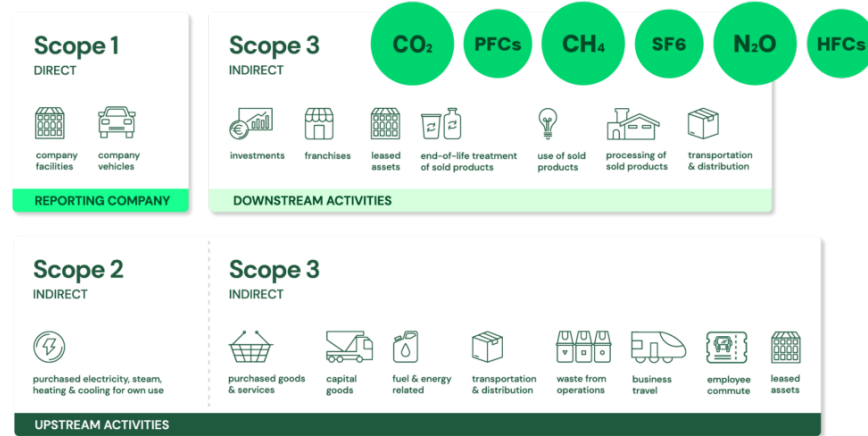 Scope 1
DIRECT
company
facilities
company
vehicles
REPORTING COMPANY
Scope 3
INDIRECT
CO₂
PFCs
CH₄
SF6
N₂O
HFCs
investments
franchises
leased
assets
end-of-life treatment
of sold products
use of sold
products
processing of
sold products
transportation
& distribution
DOWNSTREAM ACTIVITIES
Scope 2
INDIRECT
purchased electricity, steam,
heating & cooling for own use
Scope 3
INDIRECT
purchased goods
& services
capital
goods
fuel & energy
related
transportation
& distribution
waste from
operations
business
travel
employee
commute
leased
assets
UPSTREAM ACTIVITIES